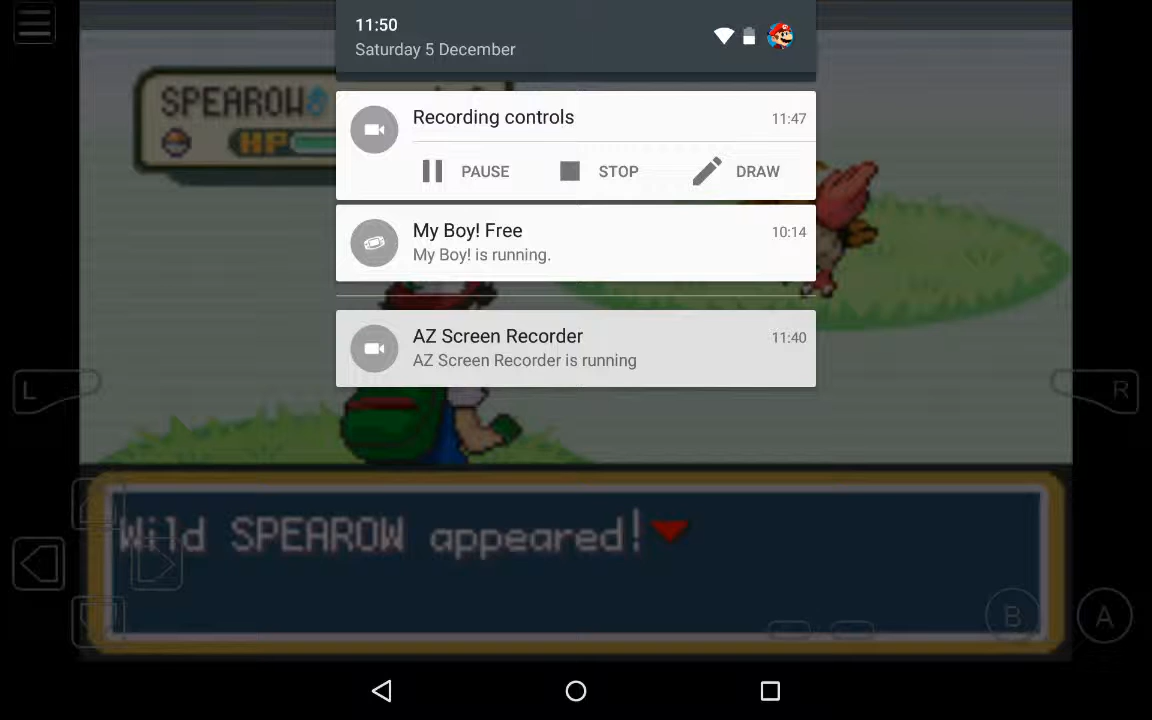 11:50
Saturday 5 December
SPEAROW
HP
Recording controls 11:47
PAUSE STOP DRAW
My Boy! Free 10:14
My Boy! is running.
AZ Screen Recorder 11:40
AZ Screen Recorder is running
L
R
Wild SPEAROW appeared!
B
A